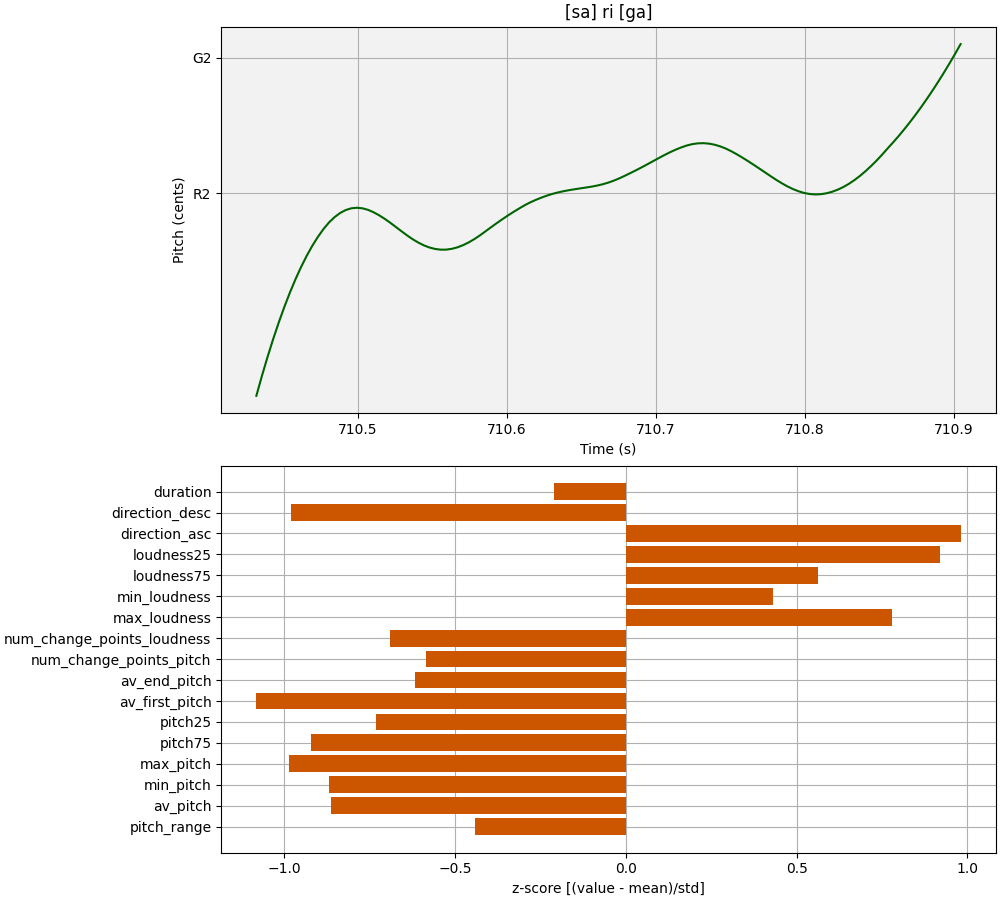 [sa] ri [ga]
G2
R2
Pitch (cents)
710.5 710.6 710.7 710.8 710.9
Time (s)
duration
direction_desc
direction_asc
loudness25
loudness75
min_loudness
max_loudness
num_change_points_loudness
num_change_points_pitch
av_end_pitch
av_first_pitch
pitch25
pitch75
max_pitch
min_pitch
av_pitch
pitch_range
−1.0 −0.5 0.0 0.5 1.0
z-score [(value - mean)/std]